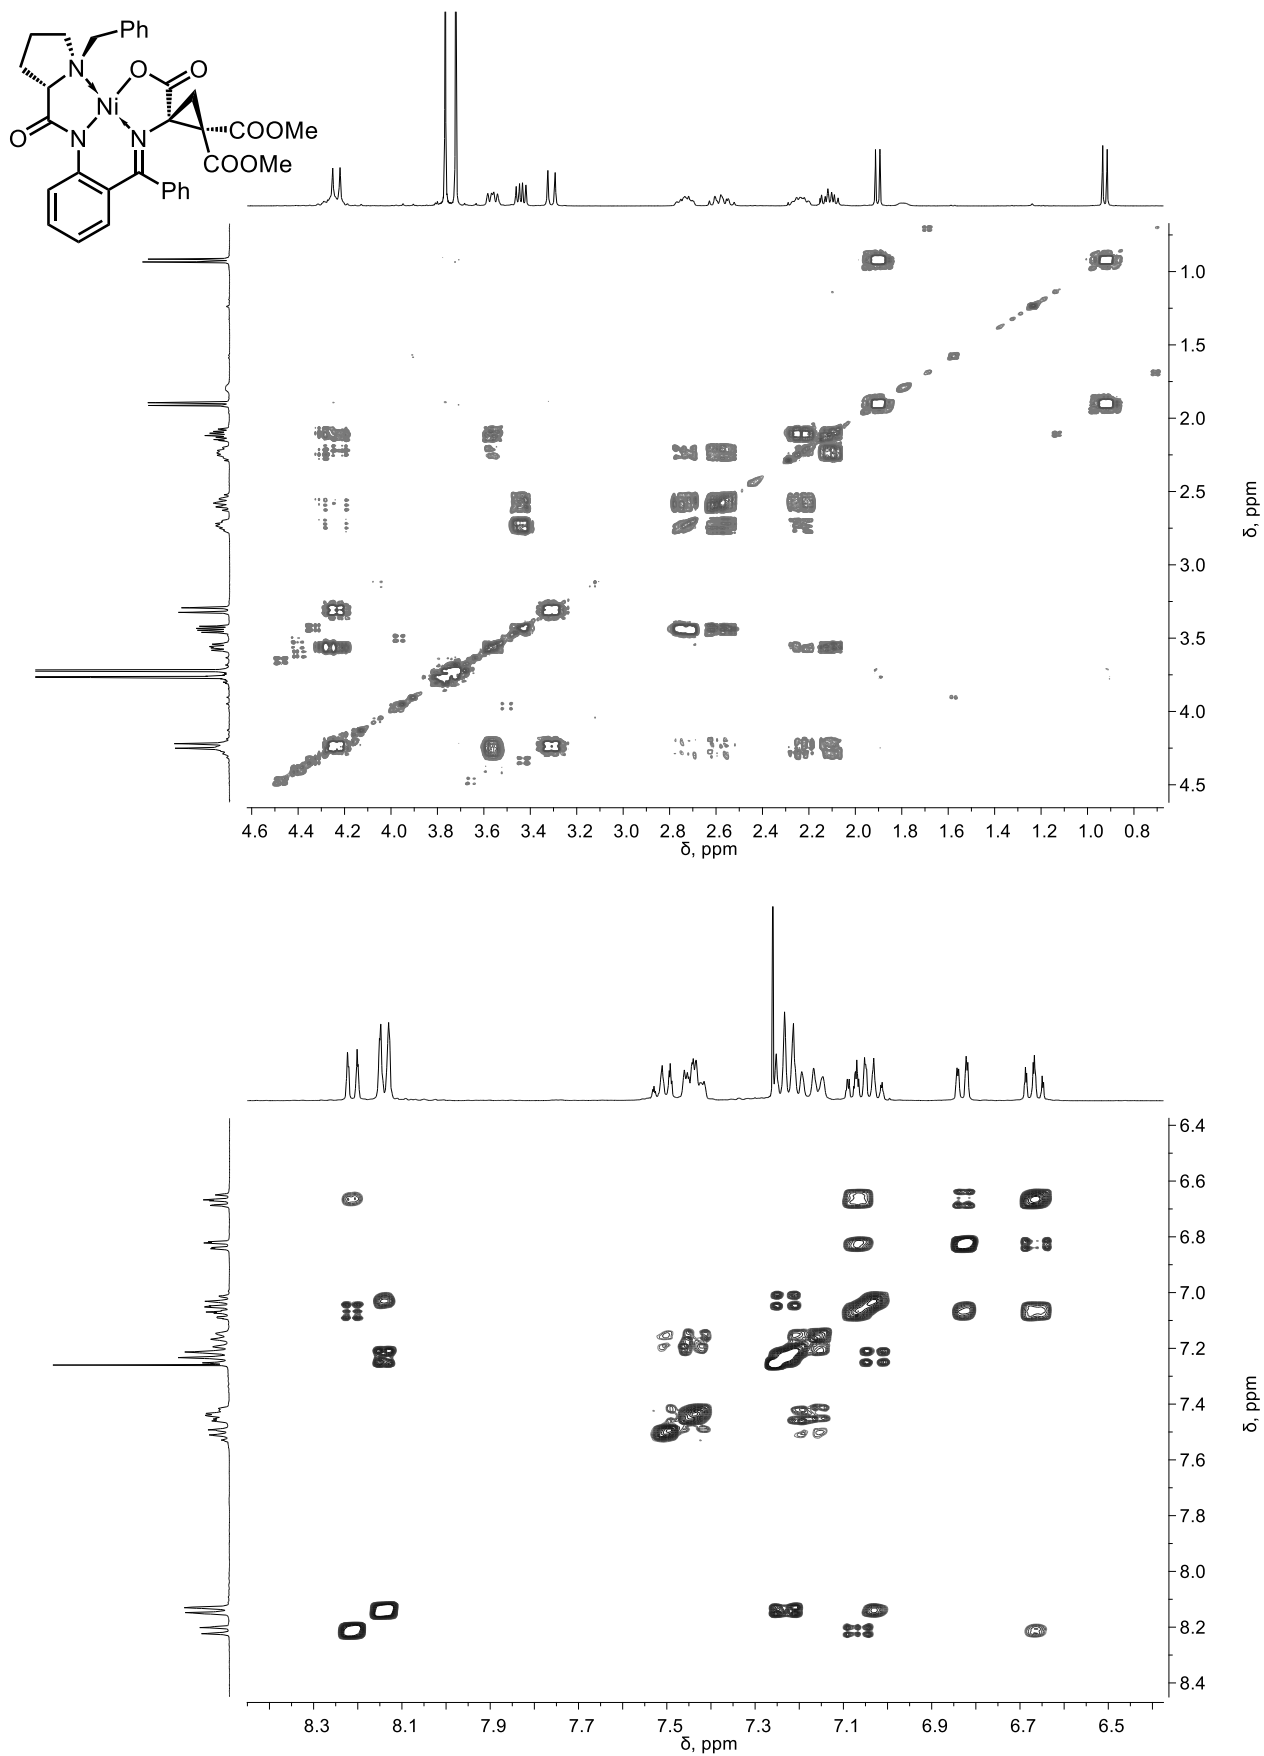 Ph
N
O
O
Ni
O
N
N
COOMe
COOMe
Ph
1.0
1.5
2.0
2.5
3.0
3.5
4.0
4.5
δ, ppm
4.6 4.4 4.2 4.0 3.8 3.6 3.4 3.2 3.0 2.8 2.6 2.4 2.2 2.0 1.8 1.6 1.4 1.2 1.0 0.8
δ, ppm
6.4
6.6
6.8
7.0
7.2
7.4
7.6
7.8
8.0
8.2
8.4
δ, ppm
8.3 8.1 7.9 7.7 7.5 7.3 7.1 6.9 6.7 6.5
δ, ppm